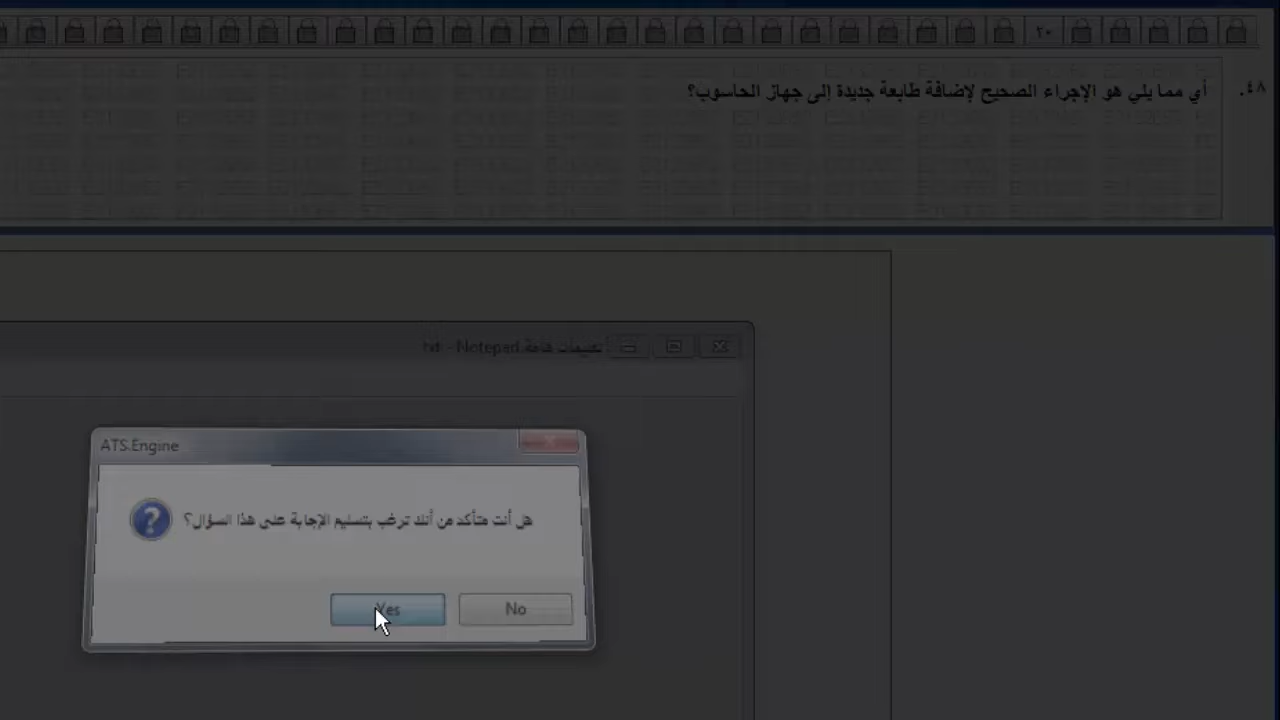 ٢٠
٤٨. أي مما يلي هو الإجراء الصحيح لإضافة طابعة جديدة إلى جهاز الحاسوب؟
تعليمات هامة - Notepad
ATS.Engine
هل أنت متأكد من أنك ترغب بتسليم الإجابة على هذا السؤال؟
Yes
No